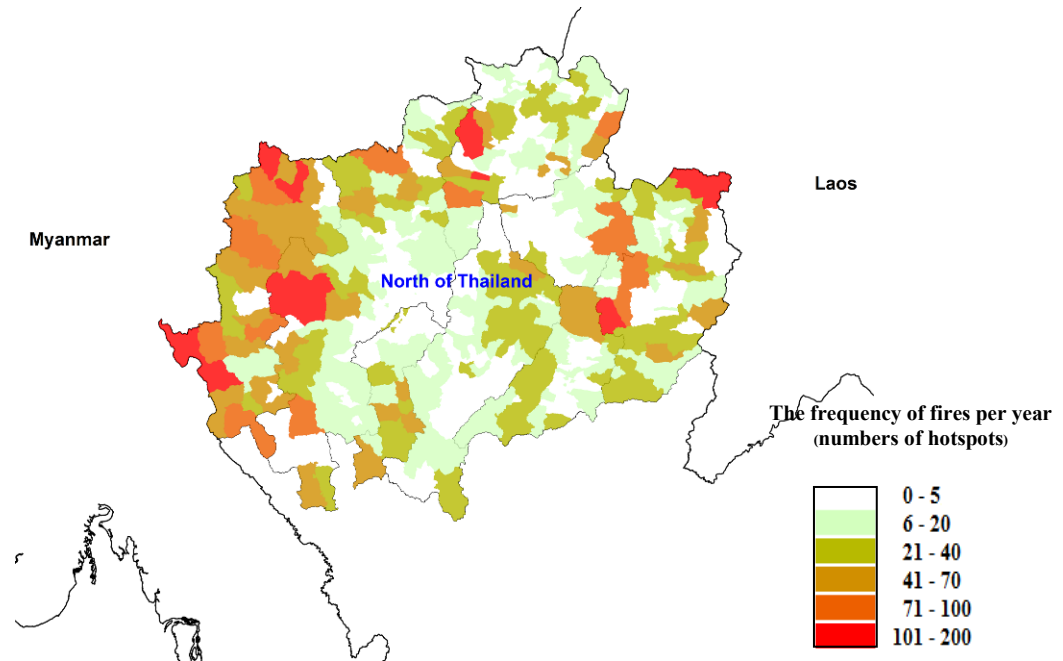 Laos
Myanmar
North of Thailand
The frequency of fires per year
(numbers of hotspots)
0 - 5
6 - 20
21 - 40
41 - 70
71 - 100
101 - 200